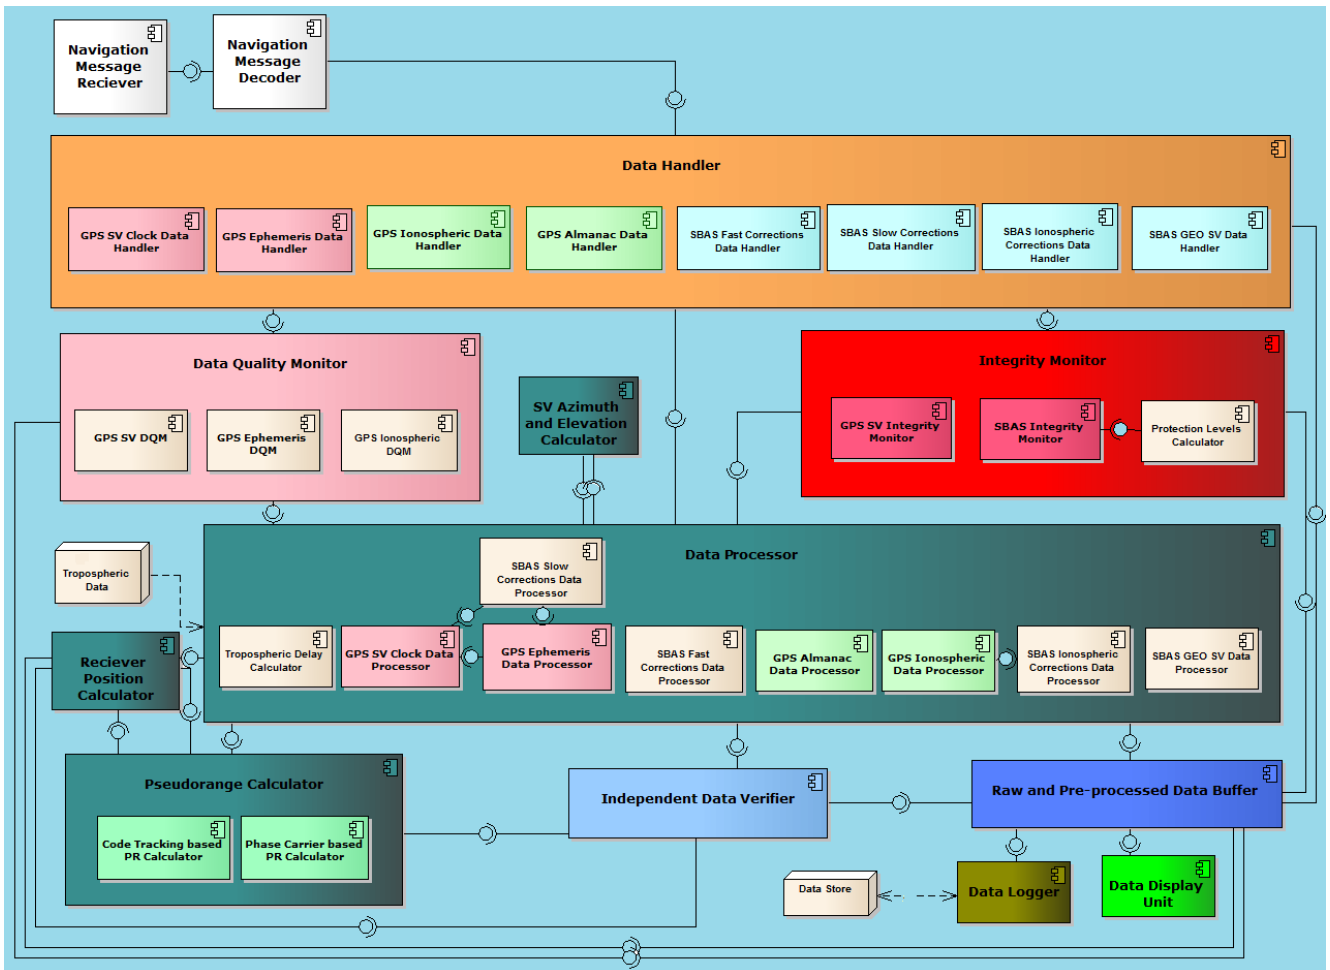 Navigation
Message
Reciever
Navigation
Message
Decoder
Data Handler
GPS SV Clock Data
Handler
GPS Ephemeris Data
Handler
GPS Ionospheric Data
Handler
GPS Almanac Data
Handler
SBAS Fast Corrections
Data Handler
SBAS Slow Corrections
Data Handler
SBAS Ionospheric
Corrections Data
Handler
SBAS GEO SV Data
Handler
Data Quality Monitor
GPS SV DQM
GPS Ephemeris
DQM
GPS Ionospheric
DQM
SV Azimuth
and Elevation
Calculator
Integrity Monitor
GPS SV Integrity
Monitor
SBAS Integrity
Monitor
Protection Levels
Calculator
Data Processor
Tropospheric
Data
SBAS Slow
Corrections Data
Processor
Tropospheric Delay
Calculator
GPS SV Clock Data
Processor
GPS Ephemeris
Data Processor
SBAS Fast
Corrections Data
Processor
GPS Almanac
Data Processor
GPS Ionospheric
Data Processor
SBAS Ionospheric
Corrections Data
Processor
SBAS GEO SV Data
Processor
Reciever
Position
Calculator
Pseudorange Calculator
Code Tracking based
PR Calculator
Phase Carrier based
PR Calculator
Independent Data Verifier
Raw and Pre-processed Data Buffer
Data Store
Data Logger
Data Display
Unit